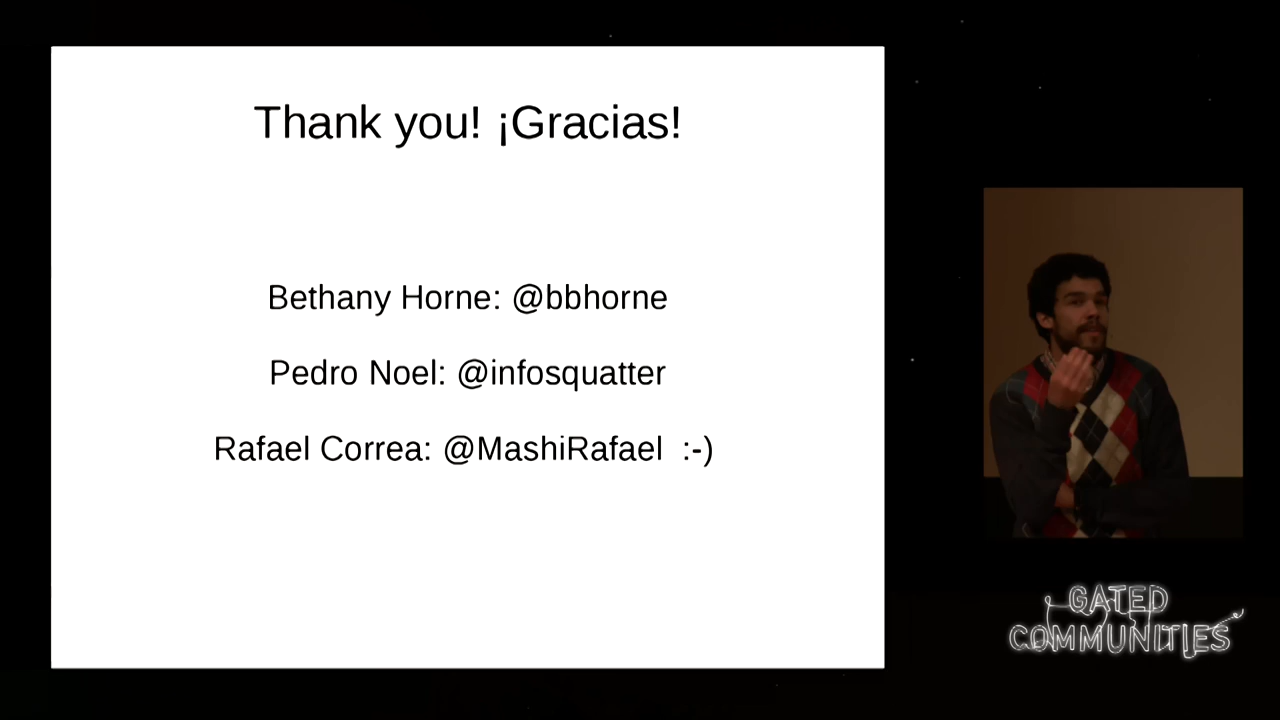 Thank you! ¡Gracias!
Bethany Horne: @bbhorne
Pedro Noel: @infosquatter
Rafael Correa: @MashiRafael :-)
GATED
COMMUNITIES